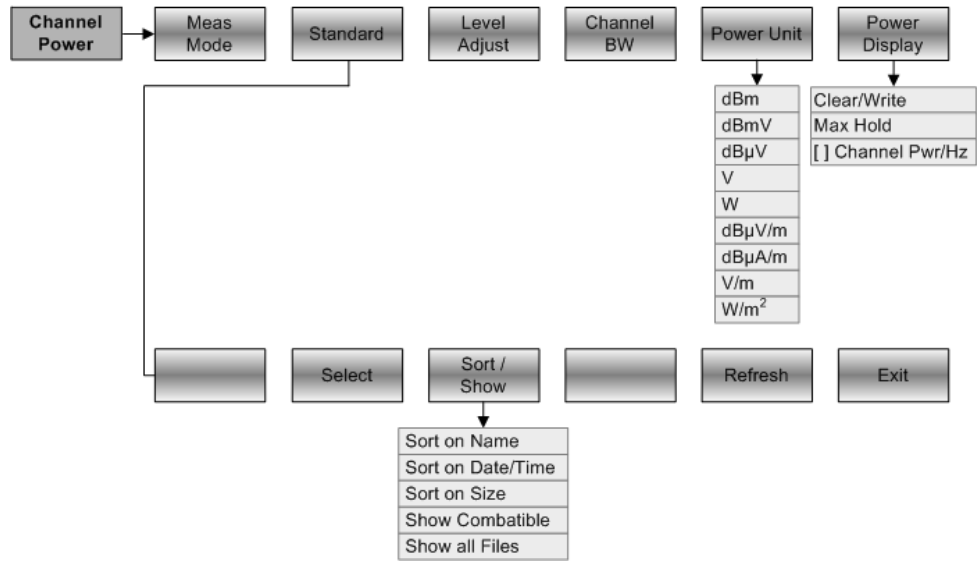 Channel
Power
Meas
Mode
Standard
Level
Adjust
Channel
BW
Power Unit
Power
Display
dBm
dBmV
dBµV
V
W
dBµV/m
dBµA/m
V/m
W/m²
Clear/Write
Max Hold
[ ] Channel Pwr/Hz
Select
Sort /
Show
Refresh
Exit
Sort on Name
Sort on Date/Time
Sort on Size
Show Combatible
Show all Files